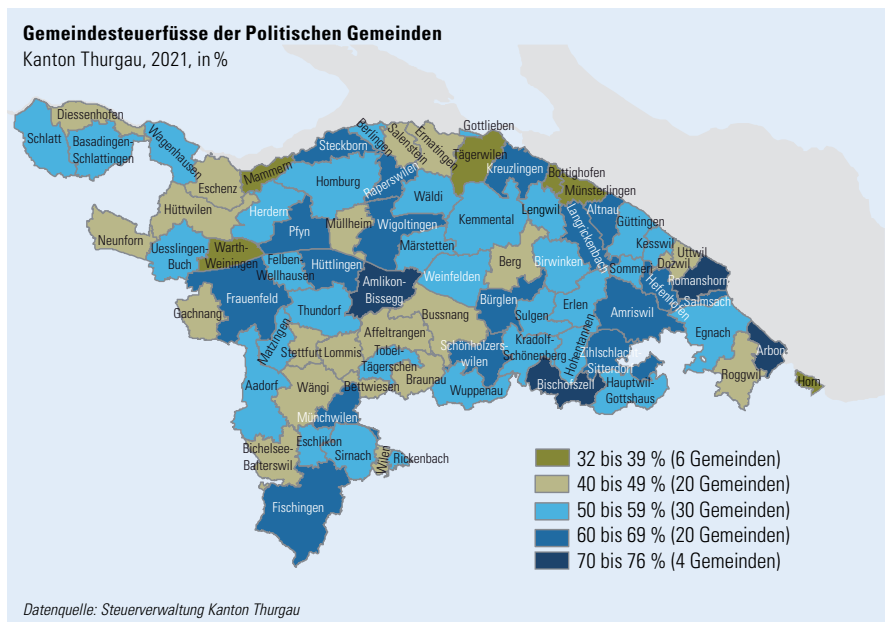 Gemeindesteuerfüsse der Politischen Gemeinden
Kanton Thurgau, 2021, in %
Diessenhofen
Schlatt
Basadingen-
Schlattingen
Wagenhausen
Eschenz
Mammern
Steckborn
Berlingen
Salenstein
Ermatingen
Gottlieben
Tägerwilen
Kreuzlingen
Bottighofen
Münsterlingen
Hüttwilen
Herdern
Homburg
Raperswilen
Wäldi
Kemmental
Lengwil
Langrickenbach
Altnau
Güttingen
Kesswil
Uttwil
Dozwil
Romanshorn
Neunforn
Uesslingen-
Buch
Warth-
Weiningen
Pfyn
Müllheim
Wigoltingen
Märstetten
Felben-
Wellhausen
Hüttlingen
Amlikon-
Bissegg
Weinfelden
Berg
Birwinken
Sommeri
Hefenhofen
Salmsach
Gachnang
Frauenfeld
Thundorf
Bussnang
Bürglen
Sulgen
Erlen
Amriswil
Egnach
Arbon
Matzingen
Stettfurt
Lommis
Affeltrangen
Tobel-
Tägerschen
Schönholzers-
wilen
Kradolf-
Schönenberg
Hohentannen
Zihlschlacht-
Sitterdorf
Roggwil
Horn
Aadorf
Wängi
Bettwiesen
Braunau
Wuppenau
Bischofszell
Hauptwil-
Gottshaus
Münchwilen
Bichelsee-
Balterswil
Eschlikon
Sirnach
Wilen
Rickenbach
Fischingen
32 bis 39 % (6 Gemeinden)
40 bis 49 % (20 Gemeinden)
50 bis 59 % (30 Gemeinden)
60 bis 69 % (20 Gemeinden)
70 bis 76 % (4 Gemeinden)
Datenquelle: Steuerverwaltung Kanton Thurgau